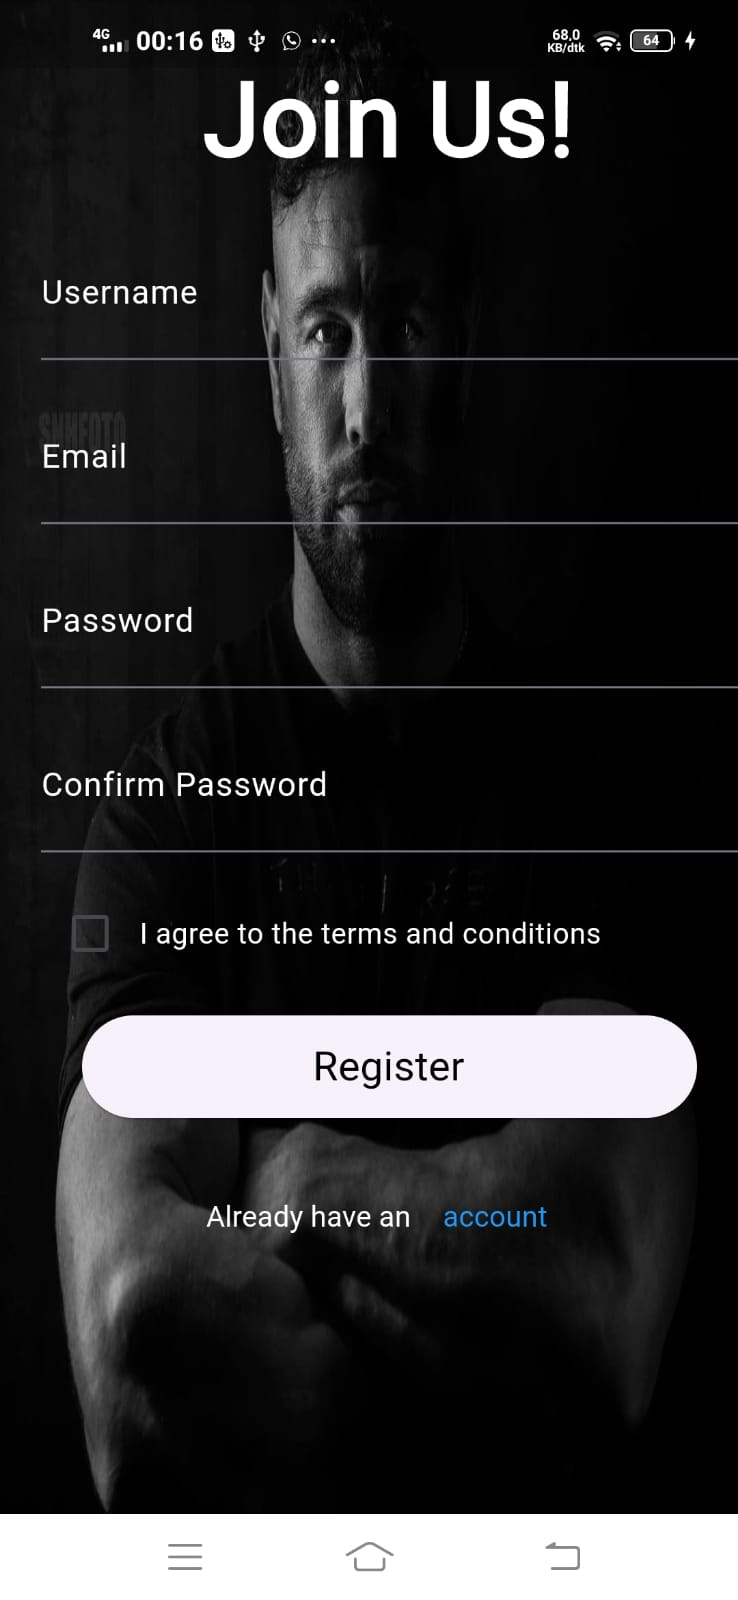 4G 00:16 68,0 KB/dtk 64
Join Us!
Username
SNHFOTO
Email
Password
Confirm Password
I agree to the terms and conditions
Register
Already have an account